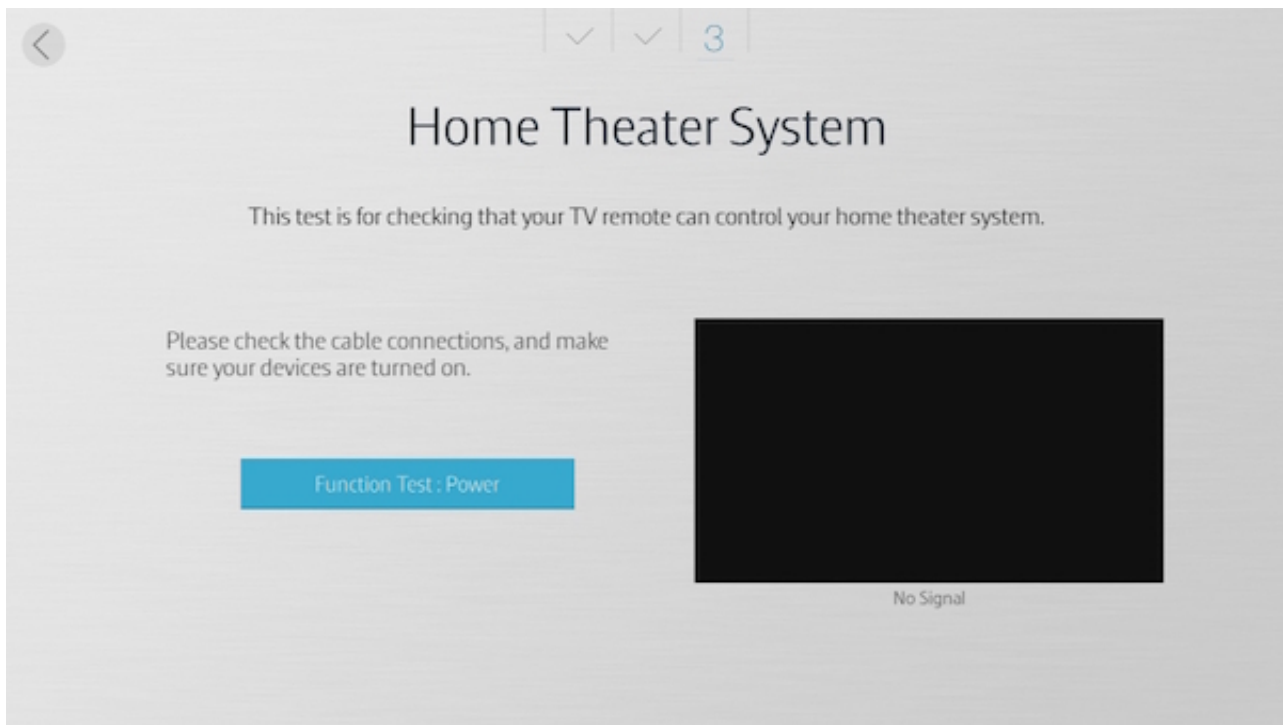 3
Home Theater System
This test is for checking that your TV remote can control your home theater system.
Please check the cable connections, and make
sure your devices are turned on.
Function Test : Power
No Signal